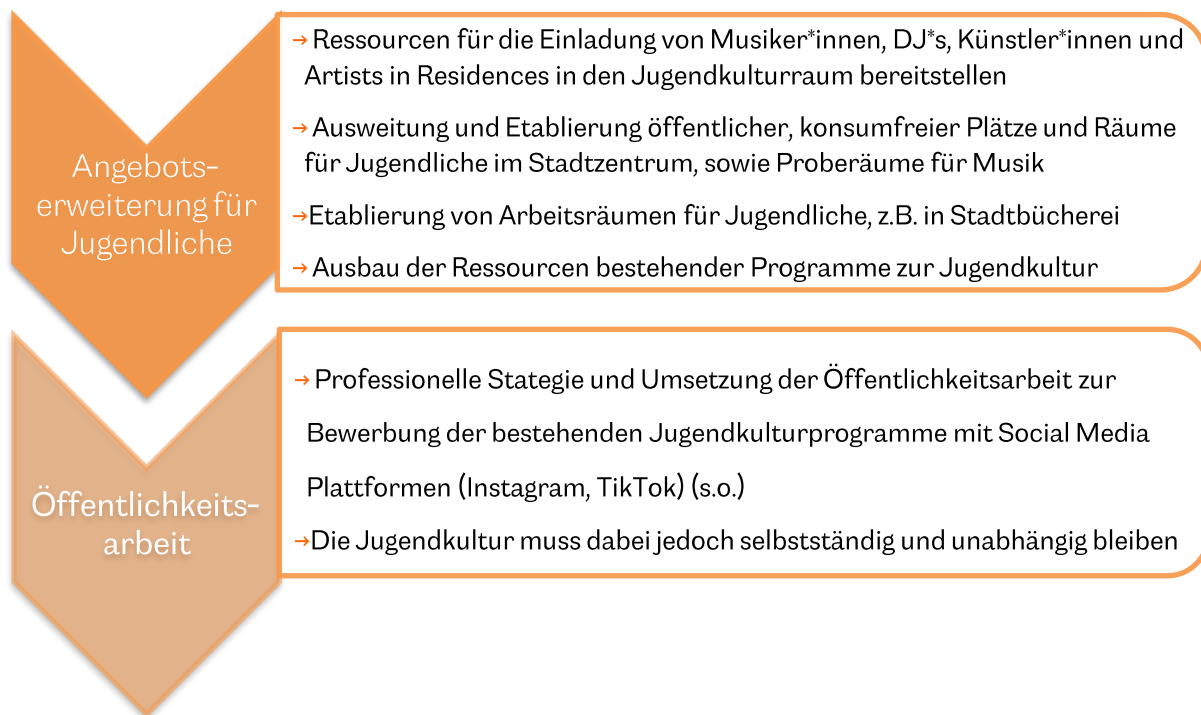 Angebots-
erweiterung für
Jugendliche
→ Ressourcen für die Einladung von Musiker*innen, DJ*s, Künstler*innen und
Artists in Residences in den Jugendkulturraum bereitstellen
→ Ausweitung und Etablierung öffentlicher, konsumfreier Plätze und Räume
für Jugendliche im Stadtzentrum, sowie Proberäume für Musik
→Etablierung von Arbeitsräumen für Jugendliche, z.B. in Stadtbücherei
→ Ausbau der Ressourcen bestehender Programme zur Jugendkultur
Öffentlichkeits-
arbeit
→ Professionelle Stategie und Umsetzung der Öffentlichkeitsarbeit zur
Bewerbung der bestehenden Jugendkulturprogramme mit Social Media
Plattformen (Instagram, TikTok) (s.o.)
→Die Jugendkultur muss dabei jedoch selbstständig und unabhängig bleiben